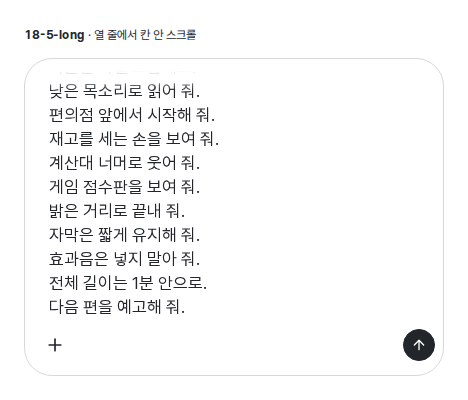 18-5-long · 열 줄에서 칸 안 스크롤
낮은 목소리로 읽어 줘.
편의점 앞에서 시작해 줘.
재고를 세는 손을 보여 줘.
계산대 너머로 웃어 줘.
게임 점수판을 보여 줘.
밝은 거리로 끝내 줘.
자막은 짧게 유지해 줘.
효과음은 넣지 말아 줘.
전체 길이는 1분 안으로.
다음 편을 예고해 줘.